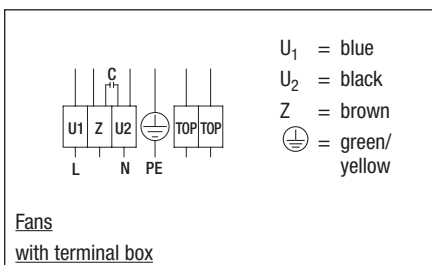 C
U1 Z U2 TOP TOP
L N PE
U₁ = blue
U₂ = black
Z = brown
= green/
yellow
Fans
with terminal box